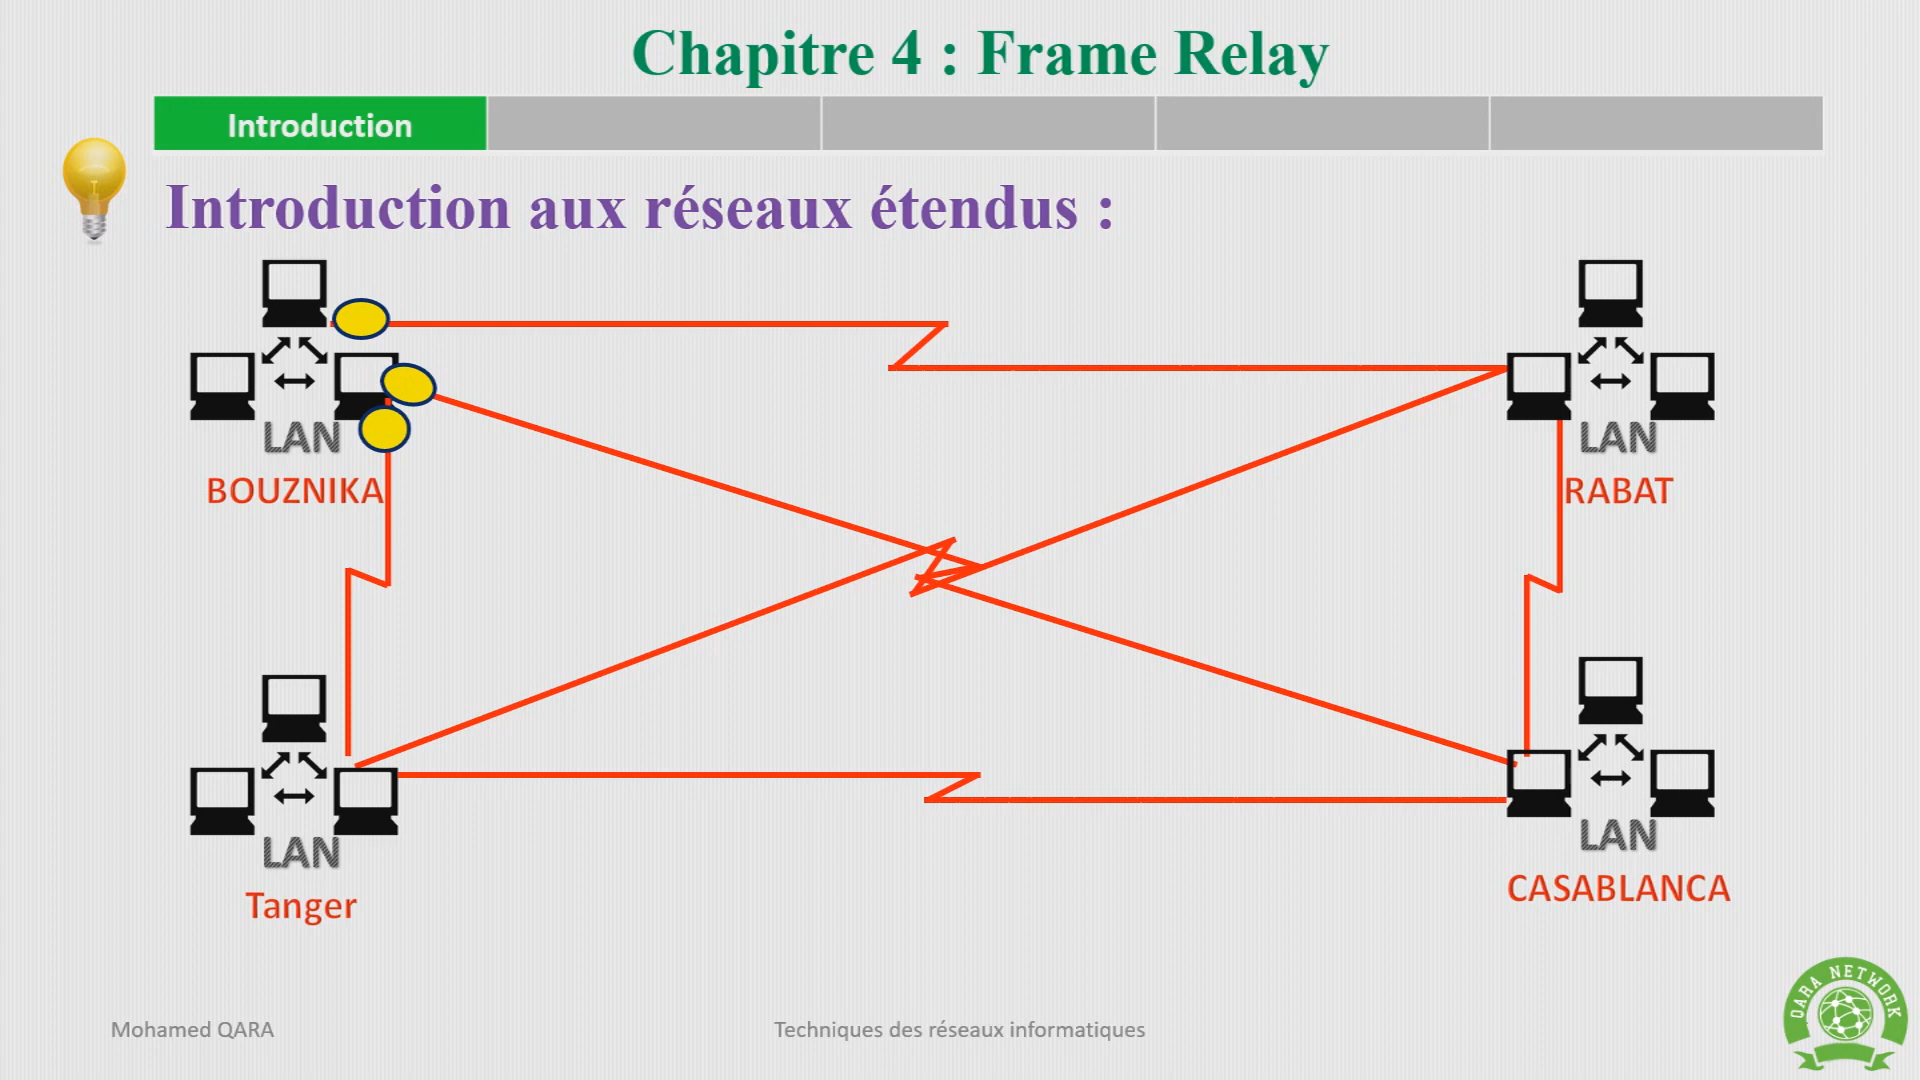 Chapitre 4 : Frame Relay
Introduction
Introduction aux réseaux étendus :
LAN
BOUZNIKA
LAN
RABAT
LAN
Tanger
LAN
CASABLANCA
QARA NETWORK
Mohamed QARA
Techniques des réseaux informatiques